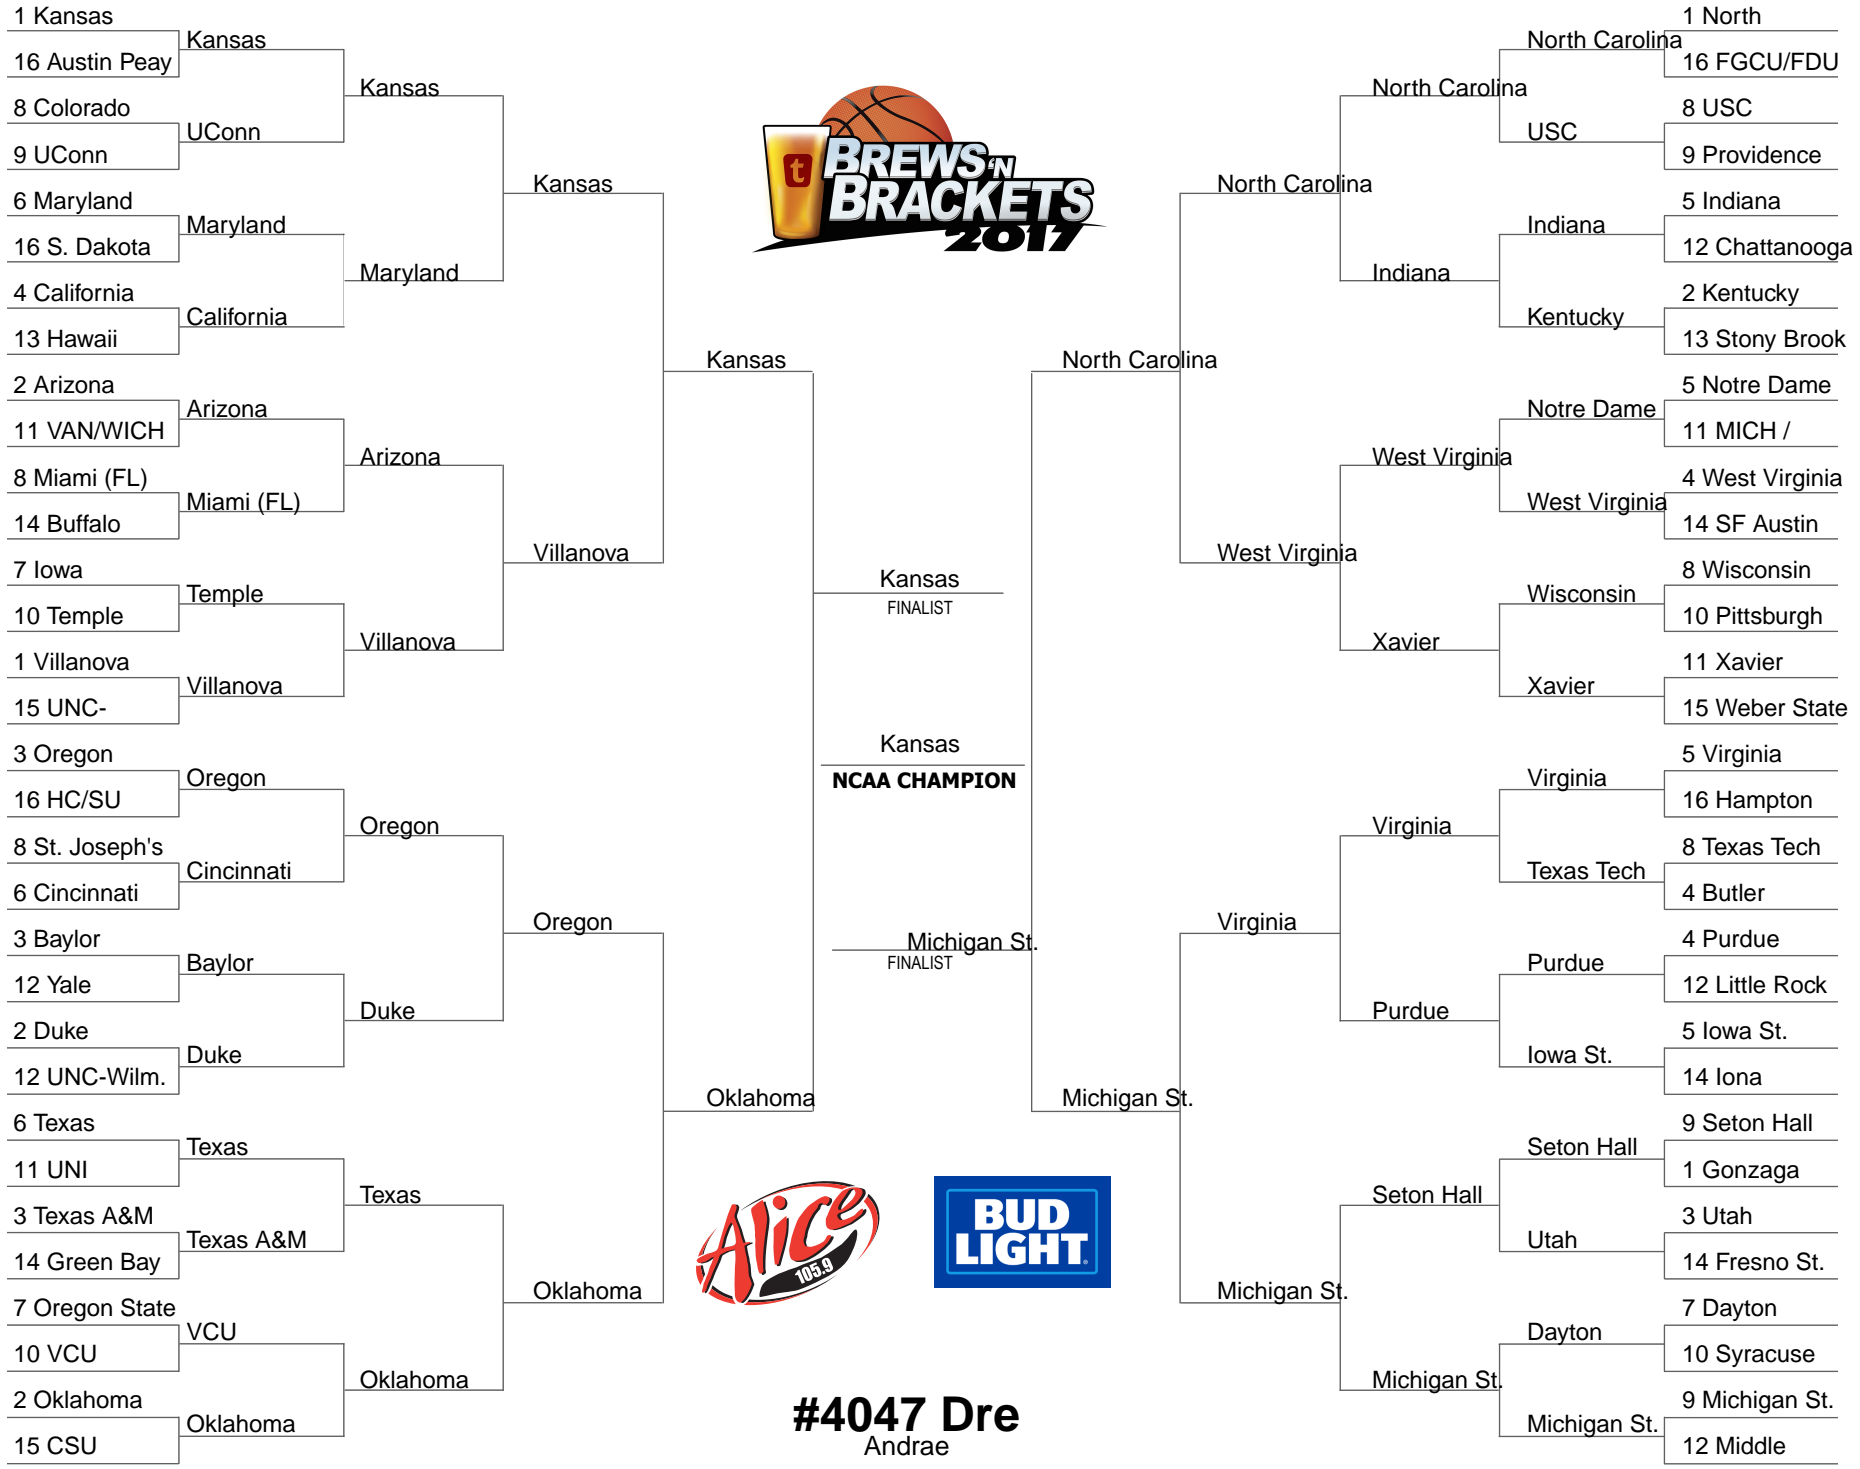 1 Kansas
16 Austin Peay
8 Colorado
9 UConn
6 Maryland
16 S. Dakota
4 California
13 Hawaii
2 Arizona
11 VAN/WICH
8 Miami (FL)
14 Buffalo
7 Iowa
10 Temple
1 Villanova
15 UNC-
3 Oregon
16 HC/SU
8 St. Joseph's
6 Cincinnati
3 Baylor
12 Yale
2 Duke
12 UNC-Wilm.
6 Texas
11 UNI
3 Texas A&M
14 Green Bay
7 Oregon State
10 VCU
2 Oklahoma
15 CSU
Kansas
UConn
Maryland
California
Arizona
Miami (FL)
Temple
Villanova
Oregon
Cincinnati
Baylor
Duke
Texas
Texas A&M
VCU
Oklahoma
Kansas
Maryland
Arizona
Villanova
Oregon
Duke
Texas
Oklahoma
Kansas
Villanova
Oregon
Oklahoma
Kansas
Oklahoma
t
BREWS 'N
BRACKETS
2017
Kansas
FINALIST
Kansas
NCAA CHAMPION
Michigan St.
FINALIST
Alice
105.9
BUD
LIGHT
#4047 Dre
Andrae
North Carolina
Michigan St.
North Carolina
West Virginia
Virginia
Michigan St.
North Carolina
Indiana
West Virginia
Xavier
Virginia
Purdue
Seton Hall
Michigan St.
North Carolina
USC
Indiana
Kentucky
Notre Dame
West Virginia
Wisconsin
Xavier
Virginia
Texas Tech
Purdue
Iowa St.
Seton Hall
Utah
Dayton
Michigan St.
1 North
16 FGCU/FDU
8 USC
9 Providence
5 Indiana
12 Chattanooga
2 Kentucky
13 Stony Brook
5 Notre Dame
11 MICH /
4 West Virginia
14 SF Austin
8 Wisconsin
10 Pittsburgh
11 Xavier
15 Weber State
5 Virginia
16 Hampton
8 Texas Tech
4 Butler
4 Purdue
12 Little Rock
5 Iowa St.
14 Iona
9 Seton Hall
1 Gonzaga
3 Utah
14 Fresno St.
7 Dayton
10 Syracuse
9 Michigan St.
12 Middle